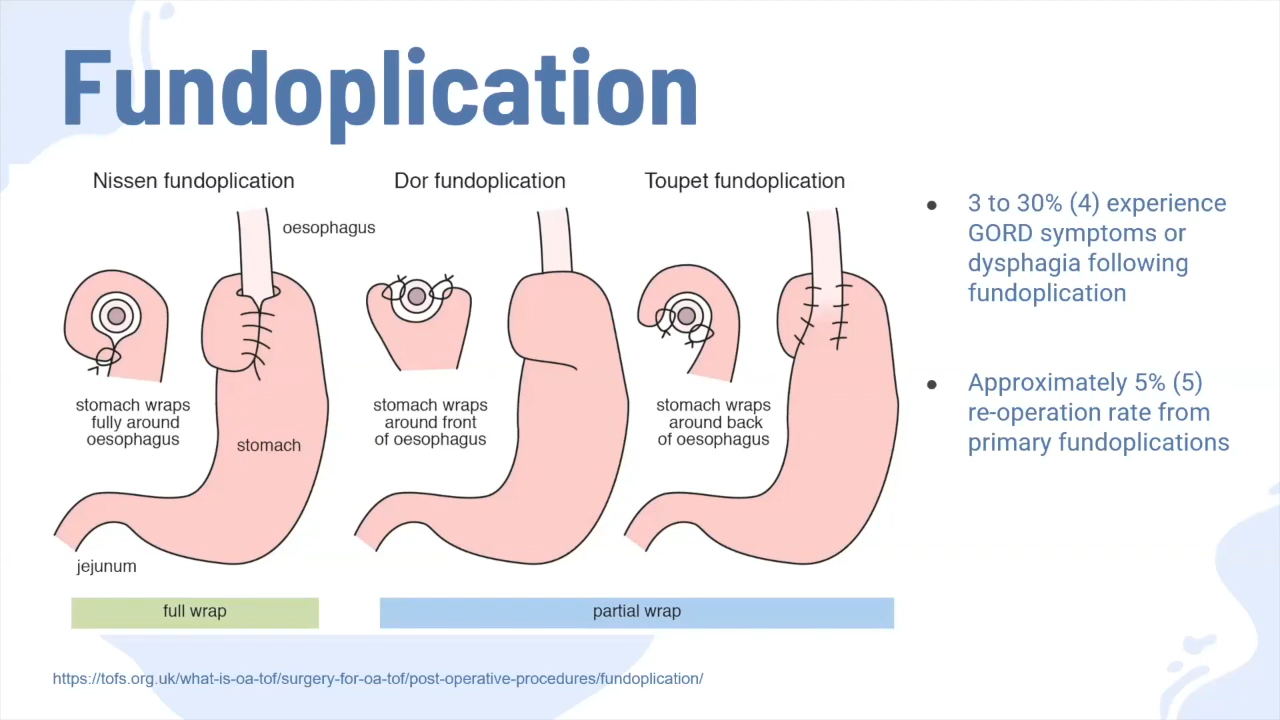 Fundoplication
Nissen fundoplication
oesophagus
stomach wraps
fully around
oesophagus
stomach
jejunum
full wrap
Dor fundoplication
stomach wraps
around front
of oesophagus
Toupet fundoplication
stomach wraps
around back
of oesophagus
partial wrap
• 3 to 30% (4) experience
GORD symptoms or
dysphagia following
fundoplication
• Approximately 5% (5)
re-operation rate from
primary fundoplications
https://tofs.org.uk/what-is-oa-tof/surgery-for-oa-tof/post-operative-procedures/fundoplication/